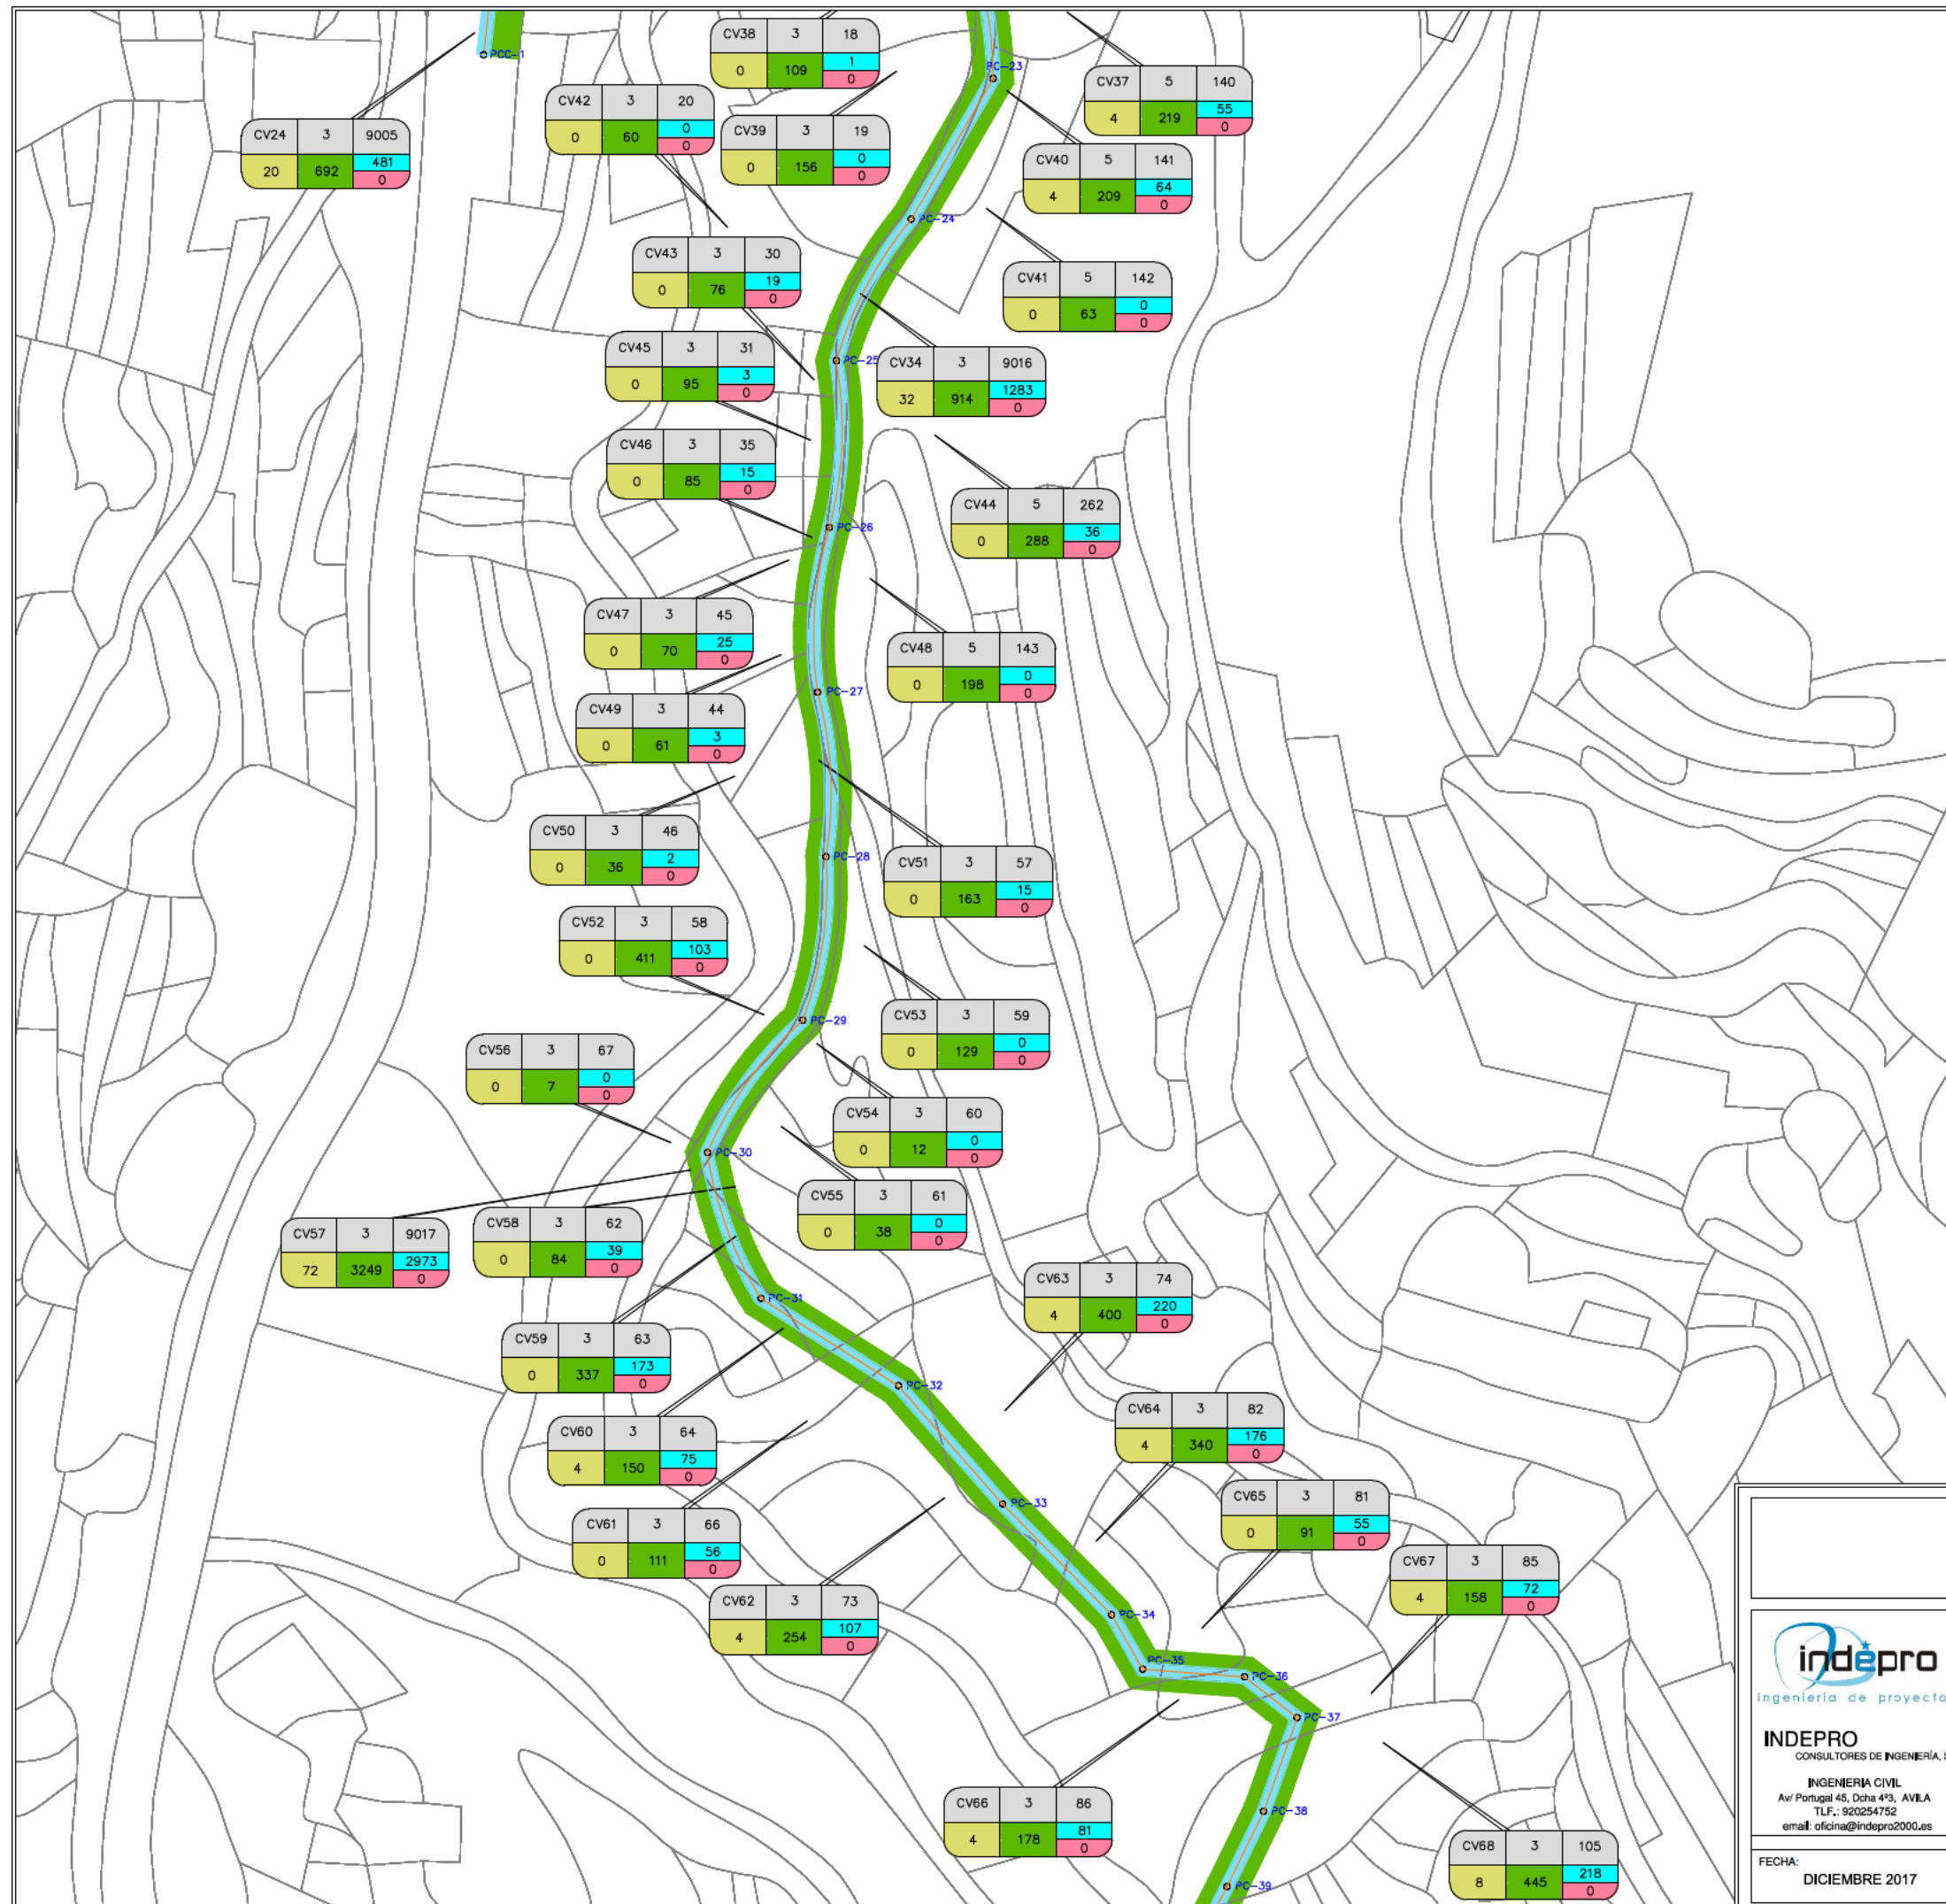 PCC-1
CV38 3 18
0 109 1
0
PC-23
CV37 5 140
4 219 55
0
CV42 3 20
0 60 0
0
CV24 3 9005
20 692 481
0
CV39 3 19
0 156 0
0
CV40 5 141
4 209 64
0
PC-24
CV43 3 30
0 76 19
0
CV41 5 142
0 63 0
0
CV45 3 31
0 95 3
0
PC-25
CV34 3 9016
32 914 1283
0
CV46 3 35
0 85 15
0
PC-26
CV44 5 262
0 288 36
0
CV47 3 45
0 70 25
0
CV48 5 143
0 198 0
0
PC-27
CV49 3 44
0 61 3
0
CV50 3 46
0 36 2
0
PC-28
CV51 3 57
0 163 15
0
CV52 3 58
0 411 103
0
PC-29
CV53 3 59
0 129 0
0
CV56 3 67
0 7 0
0
CV54 3 60
0 12 0
0
PC-30
CV55 3 61
0 38 0
0
CV57 3 9017
72 3249 2973
0
CV58 3 62
0 84 39
0
PC-31
CV63 3 74
4 400 220
0
CV59 3 63
0 337 173
0
PC-32
CV64 3 82
4 340 176
0
CV60 3 64
4 150 75
0
PC-33
CV65 3 81
0 91 55
0
CV61 3 66
0 111 56
0
CV67 3 85
4 158 72
0
CV62 3 73
4 254 107
0
PC-34
PC-35
PC-36
PC-37
CV66 3 86
4 178 81
0
PC-38
CV68 3 105
8 445 218
0
PC-39
indepro
ingeniería de proyecto
INDEPRO
CONSULTORES DE INGENIERÍA, S
INGENIERIA CIVIL
Av/ Portugal 45, Dcha 4º3, AVILA
TLF.: 920254752
email: oficina@indepro2000.es
FECHA:
DICIEMBRE 2017